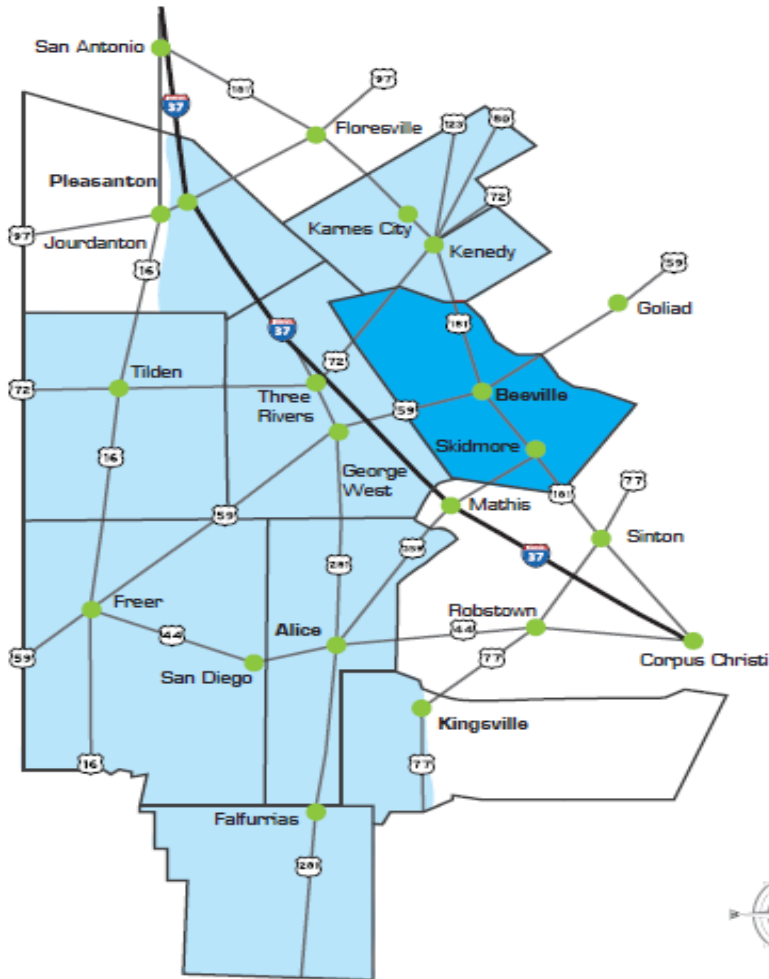 San Antonio
97
181
37
Floresville
123
80
Pleasanton
72
Karnes City
97
Jourdanton
Kenedy
16
59
Goliad
181
37
72
Tilden
72
Three
Rivers
Beeville
59
Skidmore
16
George
West
77
Mathis
181
59
Sinton
281
359
37
Freer
Robstown
44
Alice
44
59
San Diego
77
Corpus Christi
Kingsville
16
77
Falfurrias
281